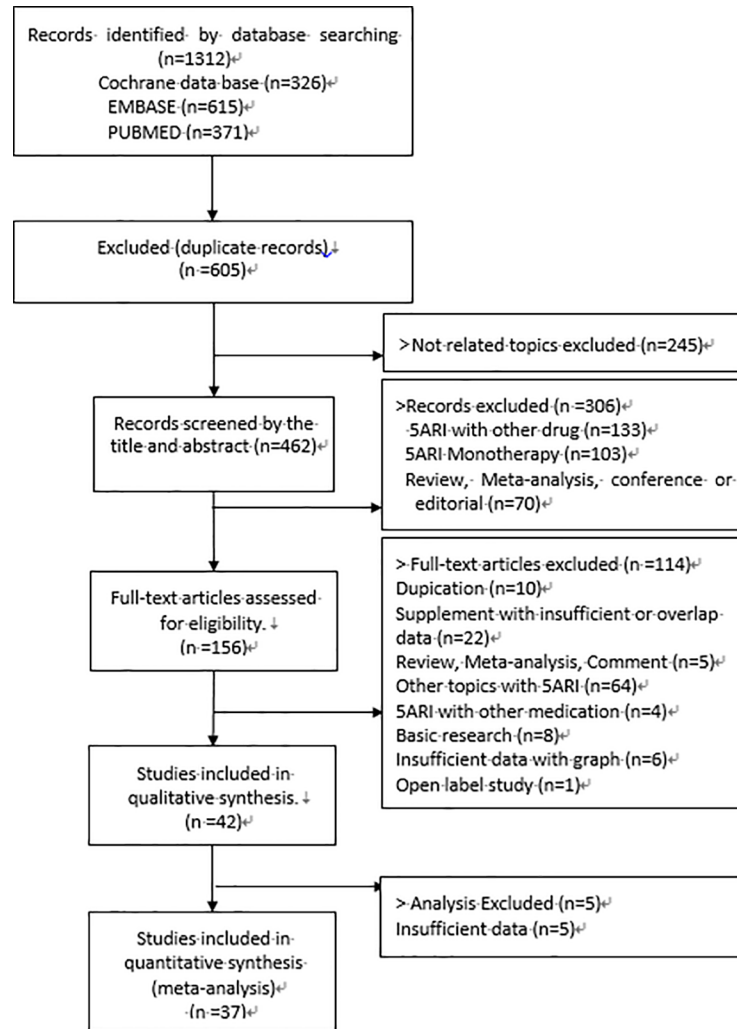 Records identified by database searching
(n=1312)
Cochrane data base (n=326)
EMBASE (n=615)
PUBMED (n=371)
Excluded (duplicate records)
(n =605)
>Not related topics excluded (n=245)
Records screened by the
title and abstract (n=462)
>Records excluded (n =306)
5ARI with other drug (n=133)
5ARI Monotherapy (n=103)
Review, Meta-analysis, conference or
editorial (n=70)
Full-text articles assessed
for eligibility.
(n =156)
> Full-text articles excluded (n =114)
Dupication (n=10)
Supplement with insufficient or overlap
data (n=22)
Review, Meta-analysis, Comment (n=5)
Other topics with 5ARI (n=64)
5ARI with other medication (n=4)
Basic research (n=8)
Insufficient data with graph (n=6)
Open label study (n=1)
Studies included in
qualitative synthesis.
(n =42)
> Analysis Excluded (n=5)
Insufficient data (n=5)
Studies included in
quantitative synthesis
(meta-analysis)
(n=37)